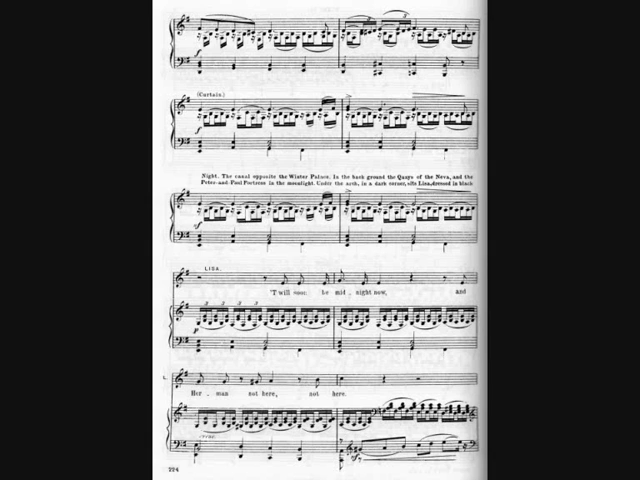 (Curtain.)
Night. The canal opposite the Winter Palace. In the back ground the Quays of the Neva, and the
Peter-and-Paul Fortress in the moonlight. Under the arch, in a dark corner, sits Lisa, dressed in black
LISA.
'Twill soon be mid - night now, and
L.
Her - man not here, not here.
224